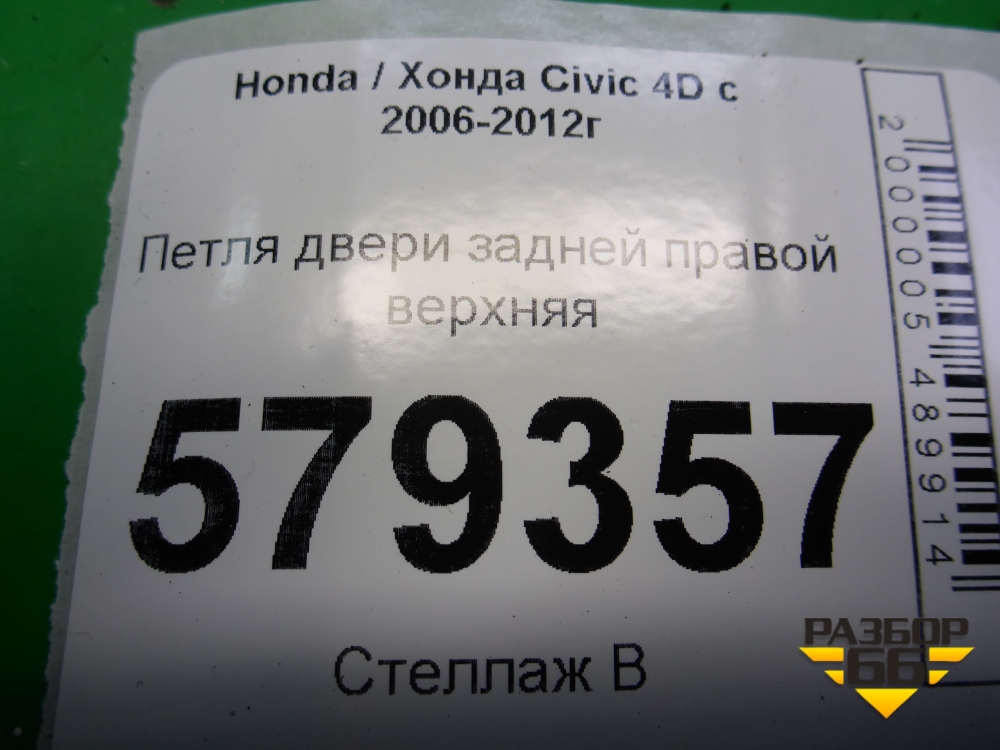 Honda / Хонда Civic 4D с
2006-2012г
Петля двери задней правой
верхняя
579357
Стеллаж В
2000005489914
РАЗБОР
66